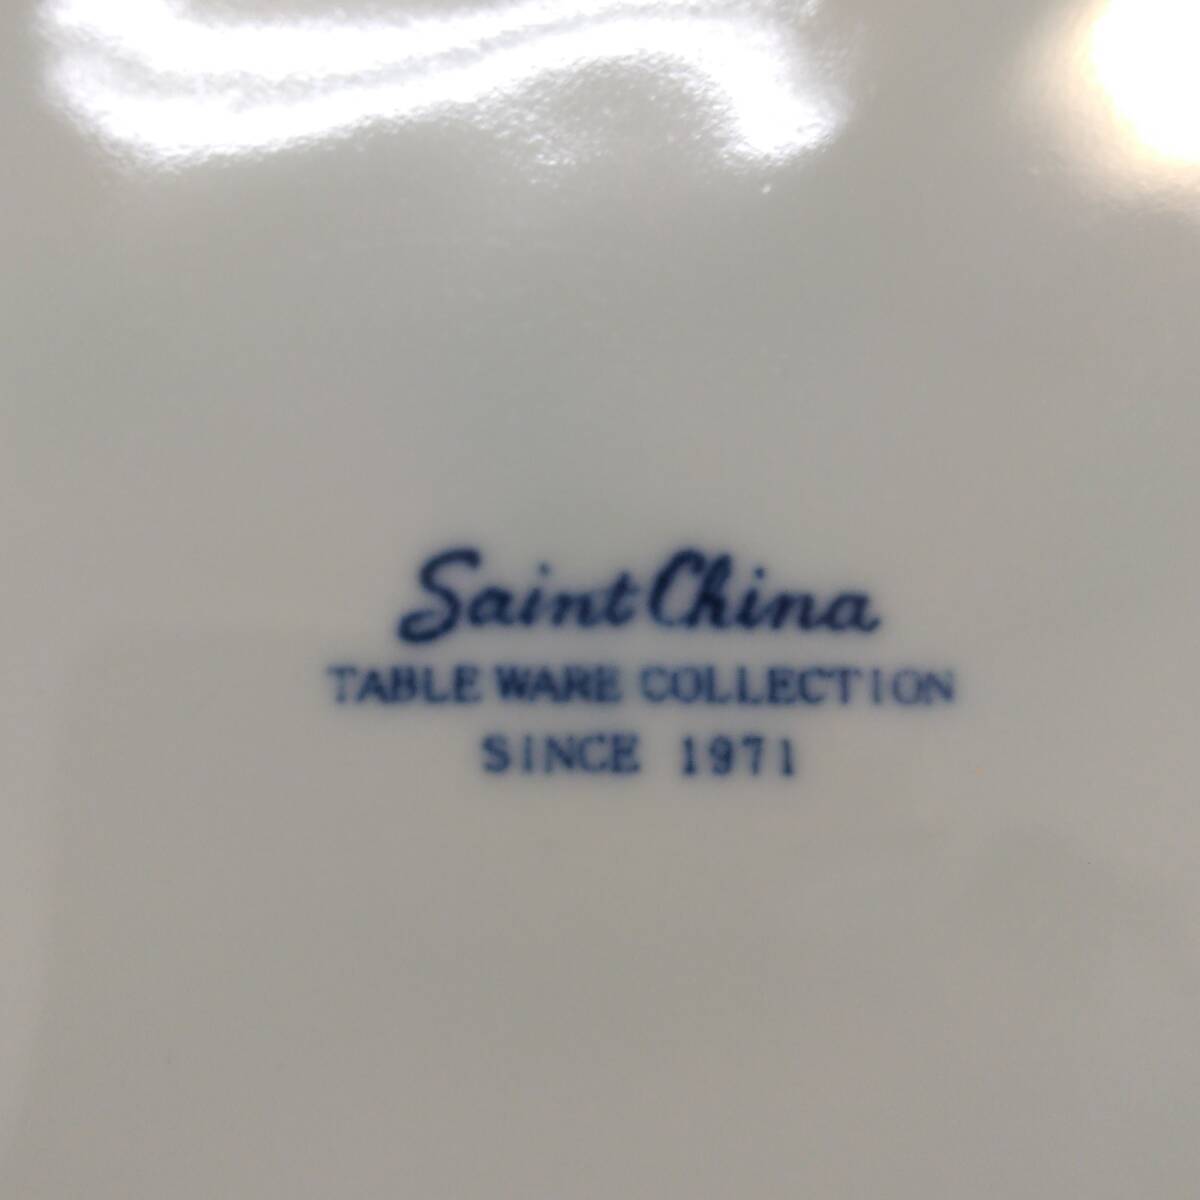 Saint China
TABLE WARE COLLECTION
SINCE 1971